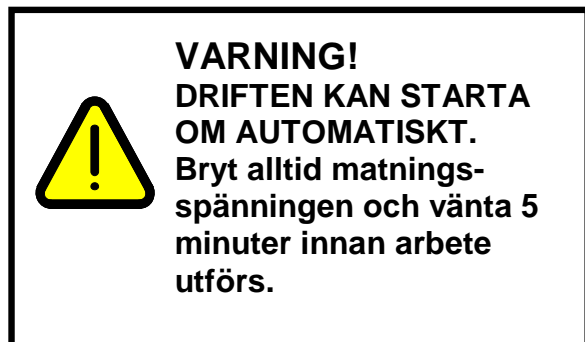 VARNING!
DRIFTEN KAN STARTA
OM AUTOMATISKT.
Bryt alltid matnings-
spänningen och vänta 5
minuter innan arbete
utförs.